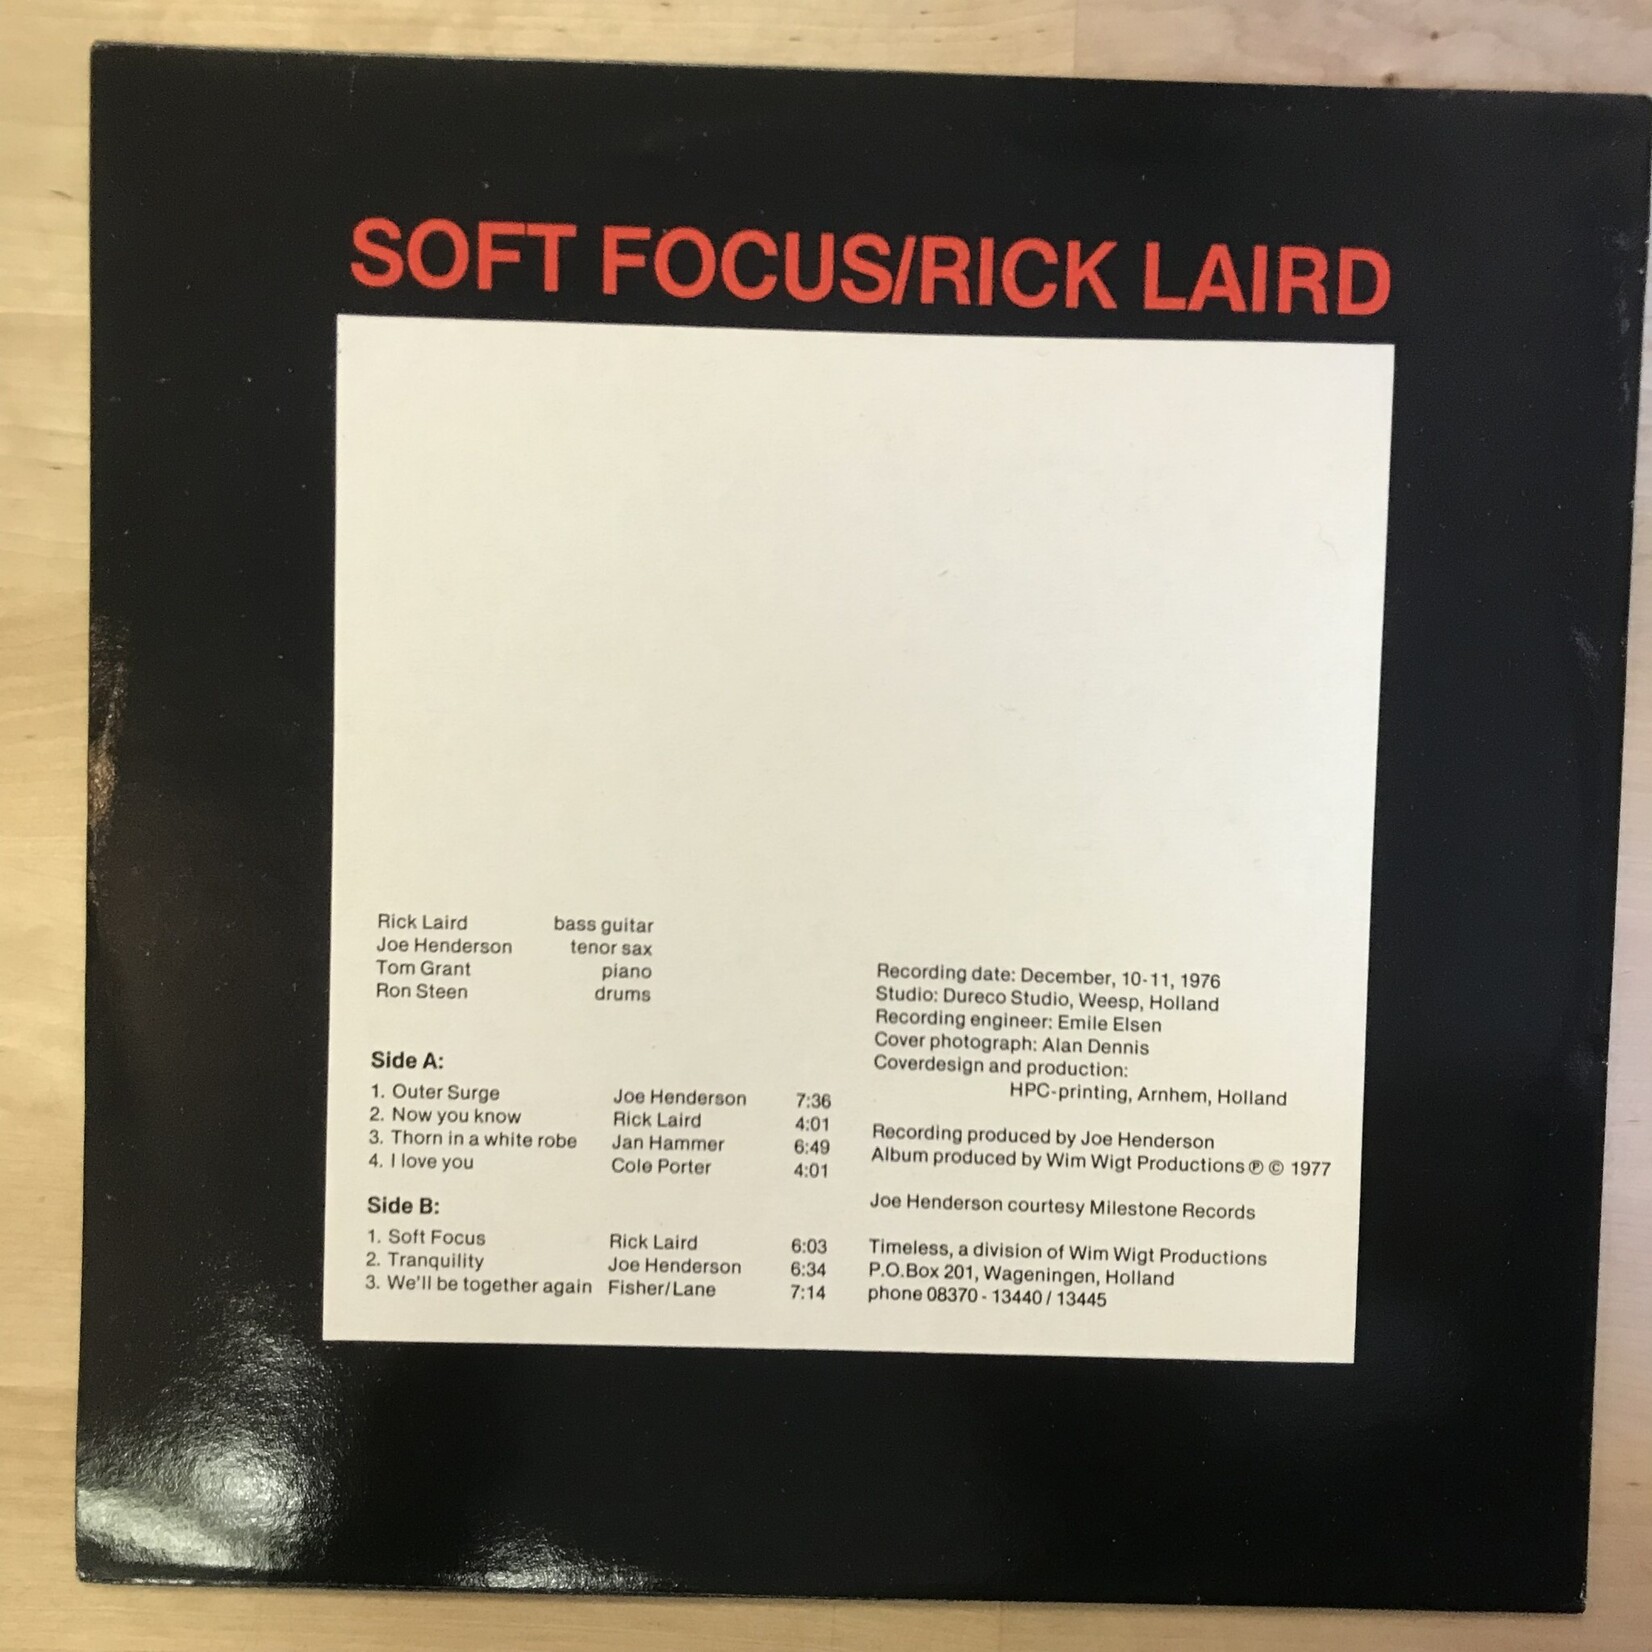 SOFT FOCUS/RICK LAIRD
Rick Laird bass guitar
Joe Henderson tenor sax
Tom Grant piano
Ron Steen drums
Side A:
1. Outer Surge Joe Henderson 7:36
2. Now you know Rick Laird 4:01
3. Thorn in a white robe Jan Hammer 6:49
4. I love you Cole Porter 4:01
Side B:
1. Soft Focus Rick Laird 6:03
2. Tranquility Joe Henderson 6:34
3. We'll be together again Fisher/Lane 7:14
Recording date: December, 10-11, 1976
Studio: Dureco Studio, Weesp, Holland
Recording engineer: Emile Elsen
Cover photograph: Alan Dennis
Coverdesign and production:
HPC-printing, Arnhem, Holland
Recording produced by Joe Henderson
Album produced by Wim Wigt Productions ℗ © 1977
Joe Henderson courtesy Milestone Records
Timeless, a division of Wim Wigt Productions
P.O.Box 201, Wageningen, Holland
phone 08370 - 13440 / 13445